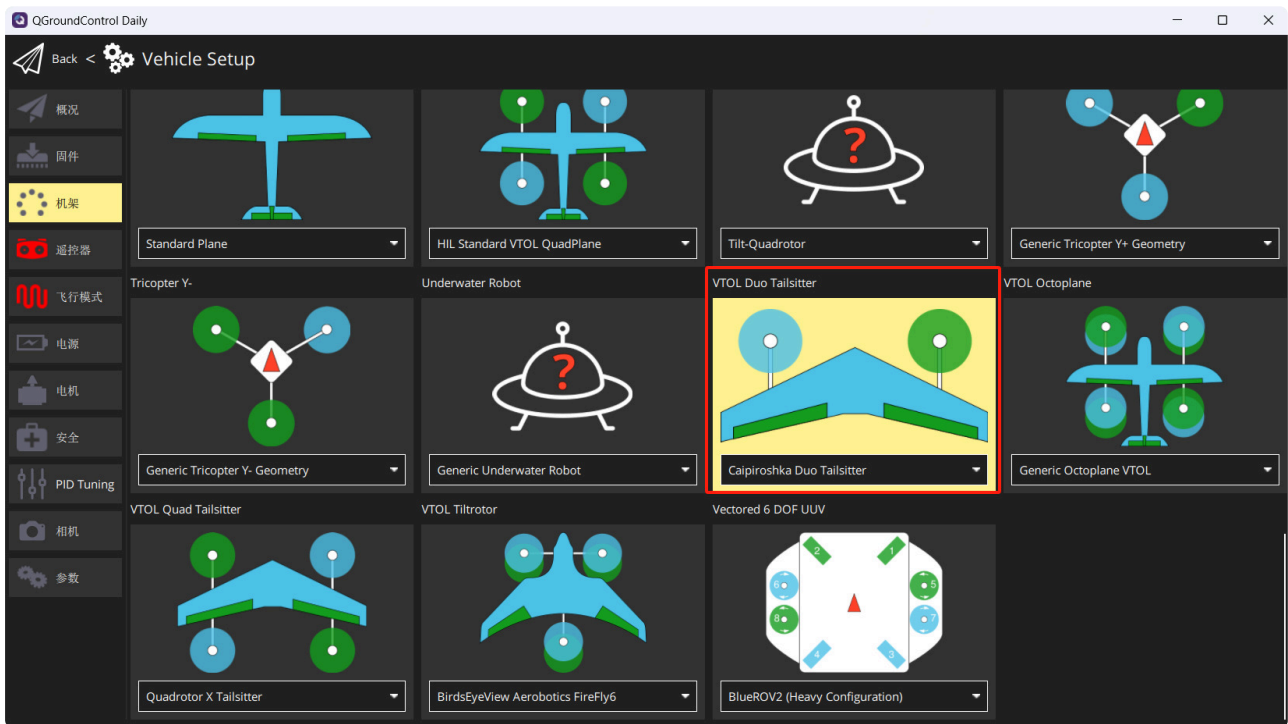 QGroundControl Daily
Back < Vehicle Setup
概况
固件
机架
遥控器
飞行模式
电源
电机
安全
PID Tuning
相机
参数
Standard Plane
HIL Standard VTOL QuadPlane
?
Tilt-Quadrotor
Generic Tricopter Y+ Geometry
Tricopter Y-
Underwater Robot
VTOL Duo Tailsitter
VTOL Octoplane
?
Generic Tricopter Y- Geometry
Generic Underwater Robot
Caipiroshka Duo Tailsitter
Generic Octoplane VTOL
VTOL Quad Tailsitter
VTOL Tiltrotor
Vectored 6 DOF UUV
2 1
6 5
8 7
4 3
Quadrotor X Tailsitter
BirdsEyeView Aerobotics FireFly6
BlueROV2 (Heavy Configuration)